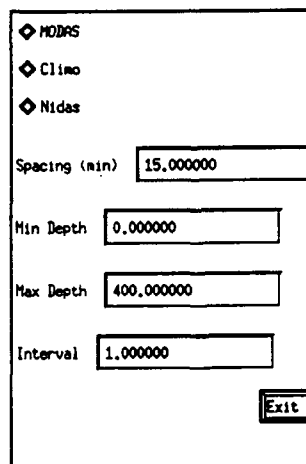 MODAS
Climo
Nidas
Spacing (min) 15.000000
Min Depth 0.000000
Max Depth 400.000000
Interval 1.000000
Exit